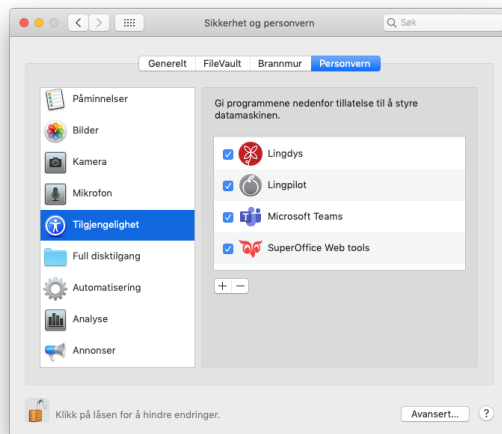 Sikkerhet og personvern
Søk
Generelt FileVault Brannmur Personvern
Påminnelser
Bilder
Kamera
Mikrofon
Tilgjengelighet
Full disktilgang
Automatisering
Analyse
Annonser
Gi programmene nedenfor tillatelse til å styre
datamaskinen.
Lingdys
Lingpilot
Microsoft Teams
SuperOffice Web tools
+ −
Klikk på låsen for å hindre endringer.
Avansert... ?